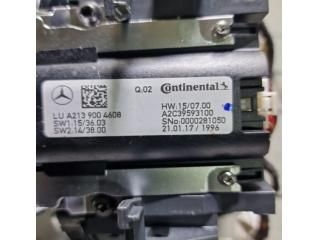 Q.02 Continental
LU A213 900 4608
SW1.15/36.03
SW2.14/38.00
HW:15/07.00
A2C39593100
SNo:0000281050
21.01.17 / 1996